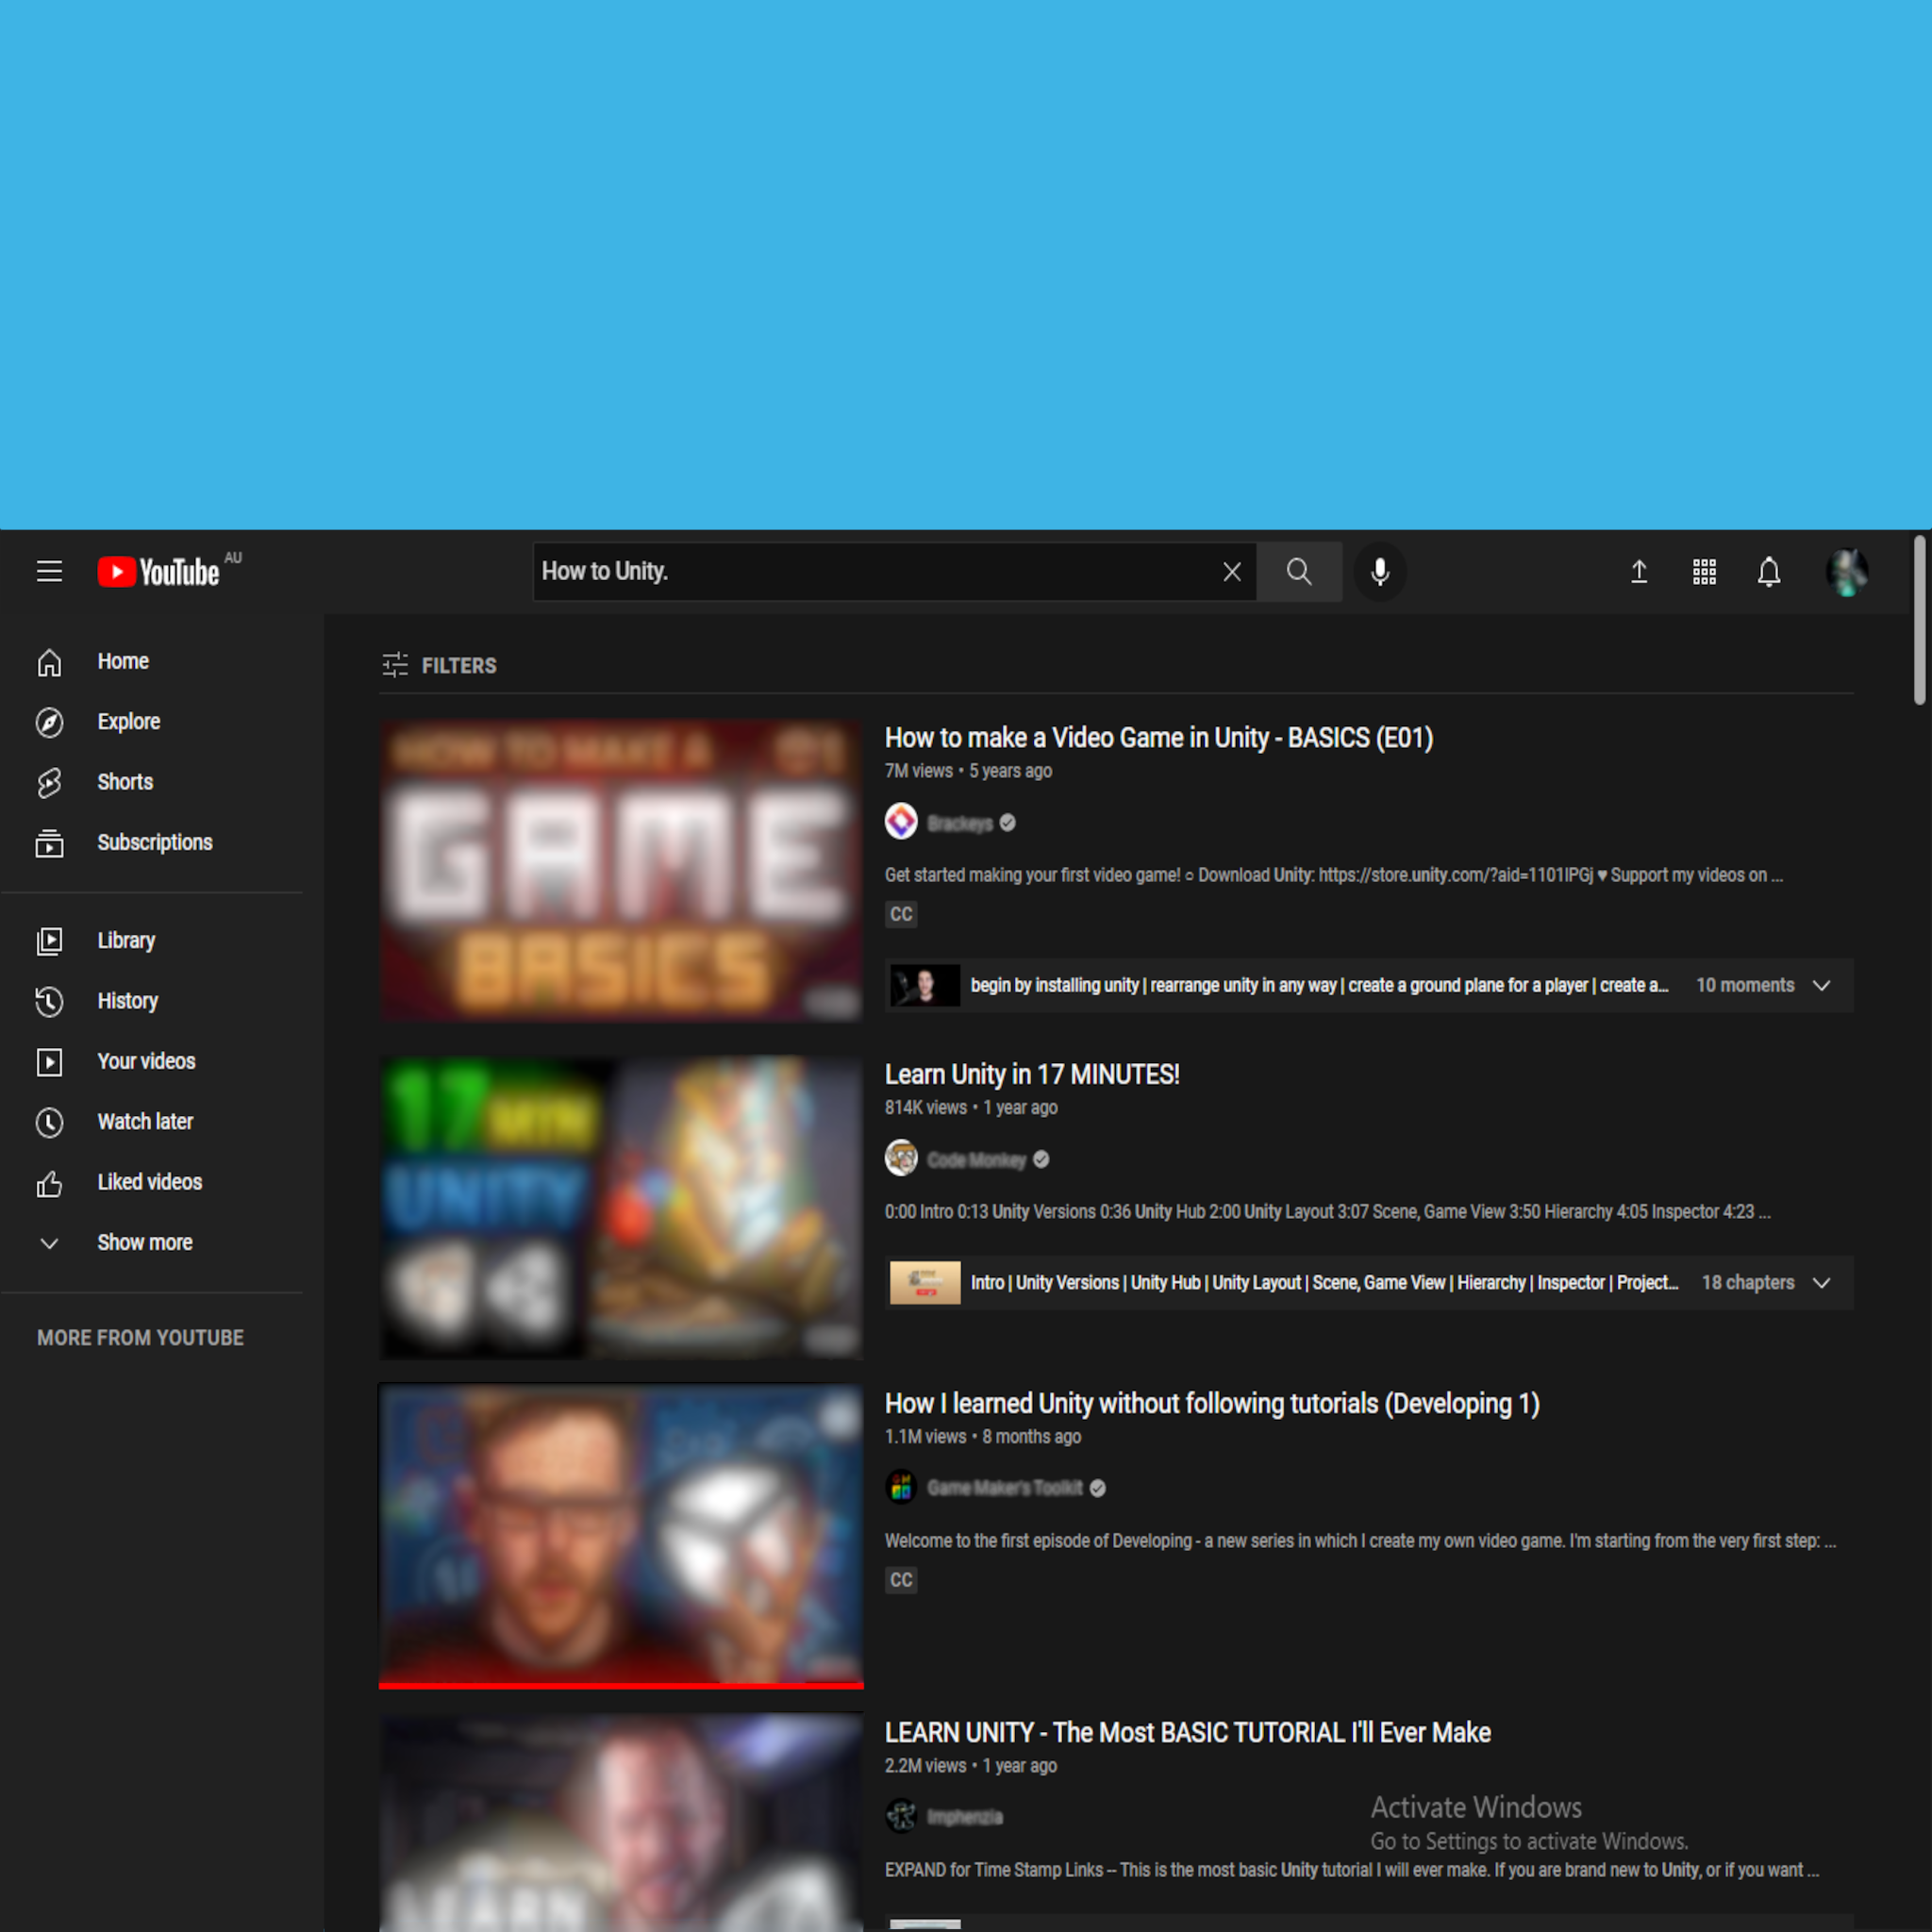 YouTube AU
How to Unity.
Home
Explore
Shorts
Subscriptions
Library
History
Your videos
Watch later
Liked videos
Show more
MORE FROM YOUTUBE
FILTERS
HOW TO MAKE A
GAME
BASICS
How to make a Video Game in Unity - BASICS (E01)
7M views • 5 years ago
Brackeys
Get started making your first video game! ○ Download Unity: https://store.unity.com/?aid=1101lPGj ♥ Support my videos on ...
CC
begin by installing unity | rearrange unity in any way | create a ground plane for a player | create a...
10 moments
17 MIN
UNITY
Learn Unity in 17 MINUTES!
814K views • 1 year ago
Code Monkey
0:00 Intro 0:13 Unity Versions 0:36 Unity Hub 2:00 Unity Layout 3:07 Scene, Game View 3:50 Hierarchy 4:05 Inspector 4:23 ...
Intro | Unity Versions | Unity Hub | Unity Layout | Scene, Game View | Hierarchy | Inspector | Project...
18 chapters
How I learned Unity without following tutorials (Developing 1)
1.1M views • 8 months ago
Game Maker's Toolkit
Welcome to the first episode of Developing - a new series in which I create my own video game. I'm starting from the very first step: ...
CC
LEARN
LEARN UNITY - The Most BASIC TUTORIAL I'll Ever Make
2.2M views • 1 year ago
Imphenzia
EXPAND for Time Stamp Links -- This is the most basic Unity tutorial I will ever make. If you are brand new to Unity, or if you want ...
Activate Windows
Go to Settings to activate Windows.